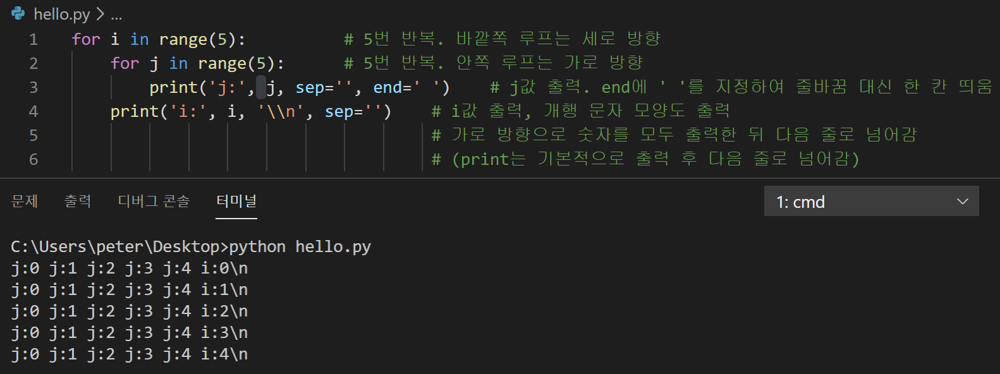 hello.py > ...
1 for i in range(5):          # 5번 반복. 바깥쪽 루프는 세로 방향
2     for j in range(5):      # 5번 반복. 안쪽 루프는 가로 방향
3         print('j:', j, sep='', end=' ')    # j값 출력. end에 ' '를 지정하여 줄바꿈 대신 한 칸 띄움
4     print('i:', i, '\\n', sep='')    # i값 출력, 개행 문자 모양도 출력
5                                      # 가로 방향으로 숫자를 모두 출력한 뒤 다음 줄로 넘어감
6                                      # (print는 기본적으로 출력 후 다음 줄로 넘어감)
문제 출력 디버그 콘솔 터미널 1: cmd
C:\Users\peter\Desktop>python hello.py
j:0 j:1 j:2 j:3 j:4 i:0\n
j:0 j:1 j:2 j:3 j:4 i:1\n
j:0 j:1 j:2 j:3 j:4 i:2\n
j:0 j:1 j:2 j:3 j:4 i:3\n
j:0 j:1 j:2 j:3 j:4 i:4\n